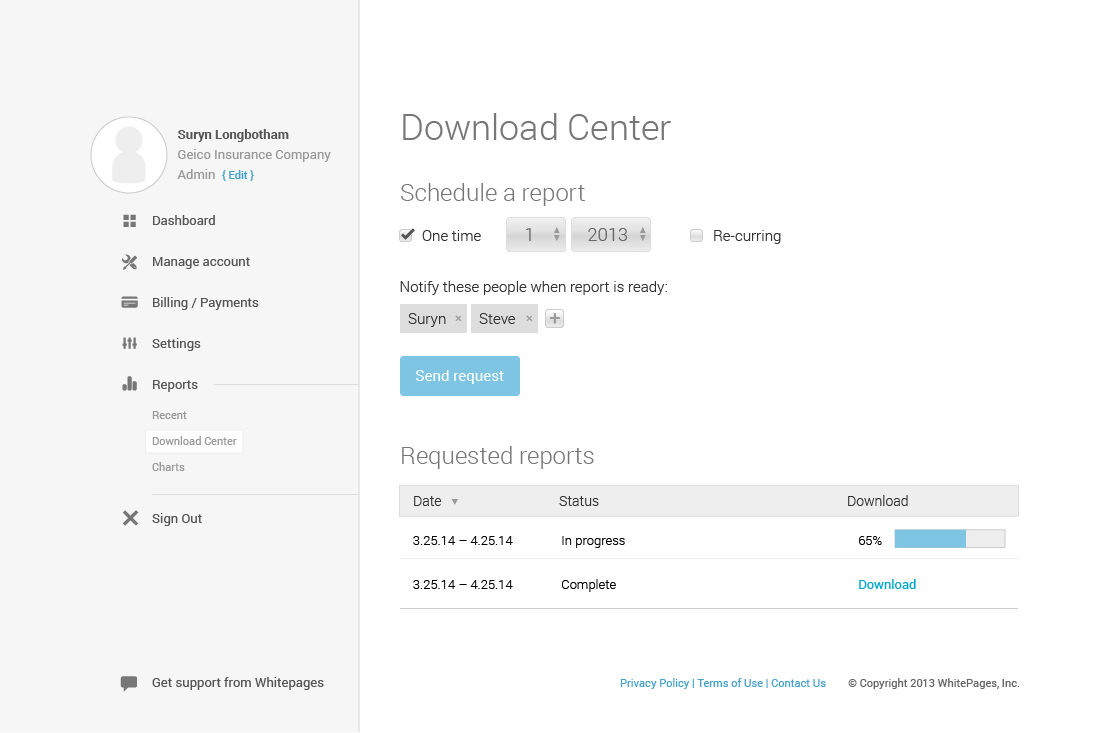 Suryn Longbotham
Geico Insurance Company
Admin { Edit }
Dashboard
Manage account
Billing / Payments
Settings
Reports
Recent
Download Center
Charts
Sign Out
Get support from Whitepages
Download Center
Schedule a report
One time 1 2013 Re-curring
Notify these people when report is ready:
Suryn × Steve ×
Send request
Requested reports
Date Status Download
3.25.14 – 4.25.14 In progress 65%
3.25.14 – 4.25.14 Complete Download
Privacy Policy | Terms of Use | Contact Us © Copyright 2013 WhitePages, Inc.